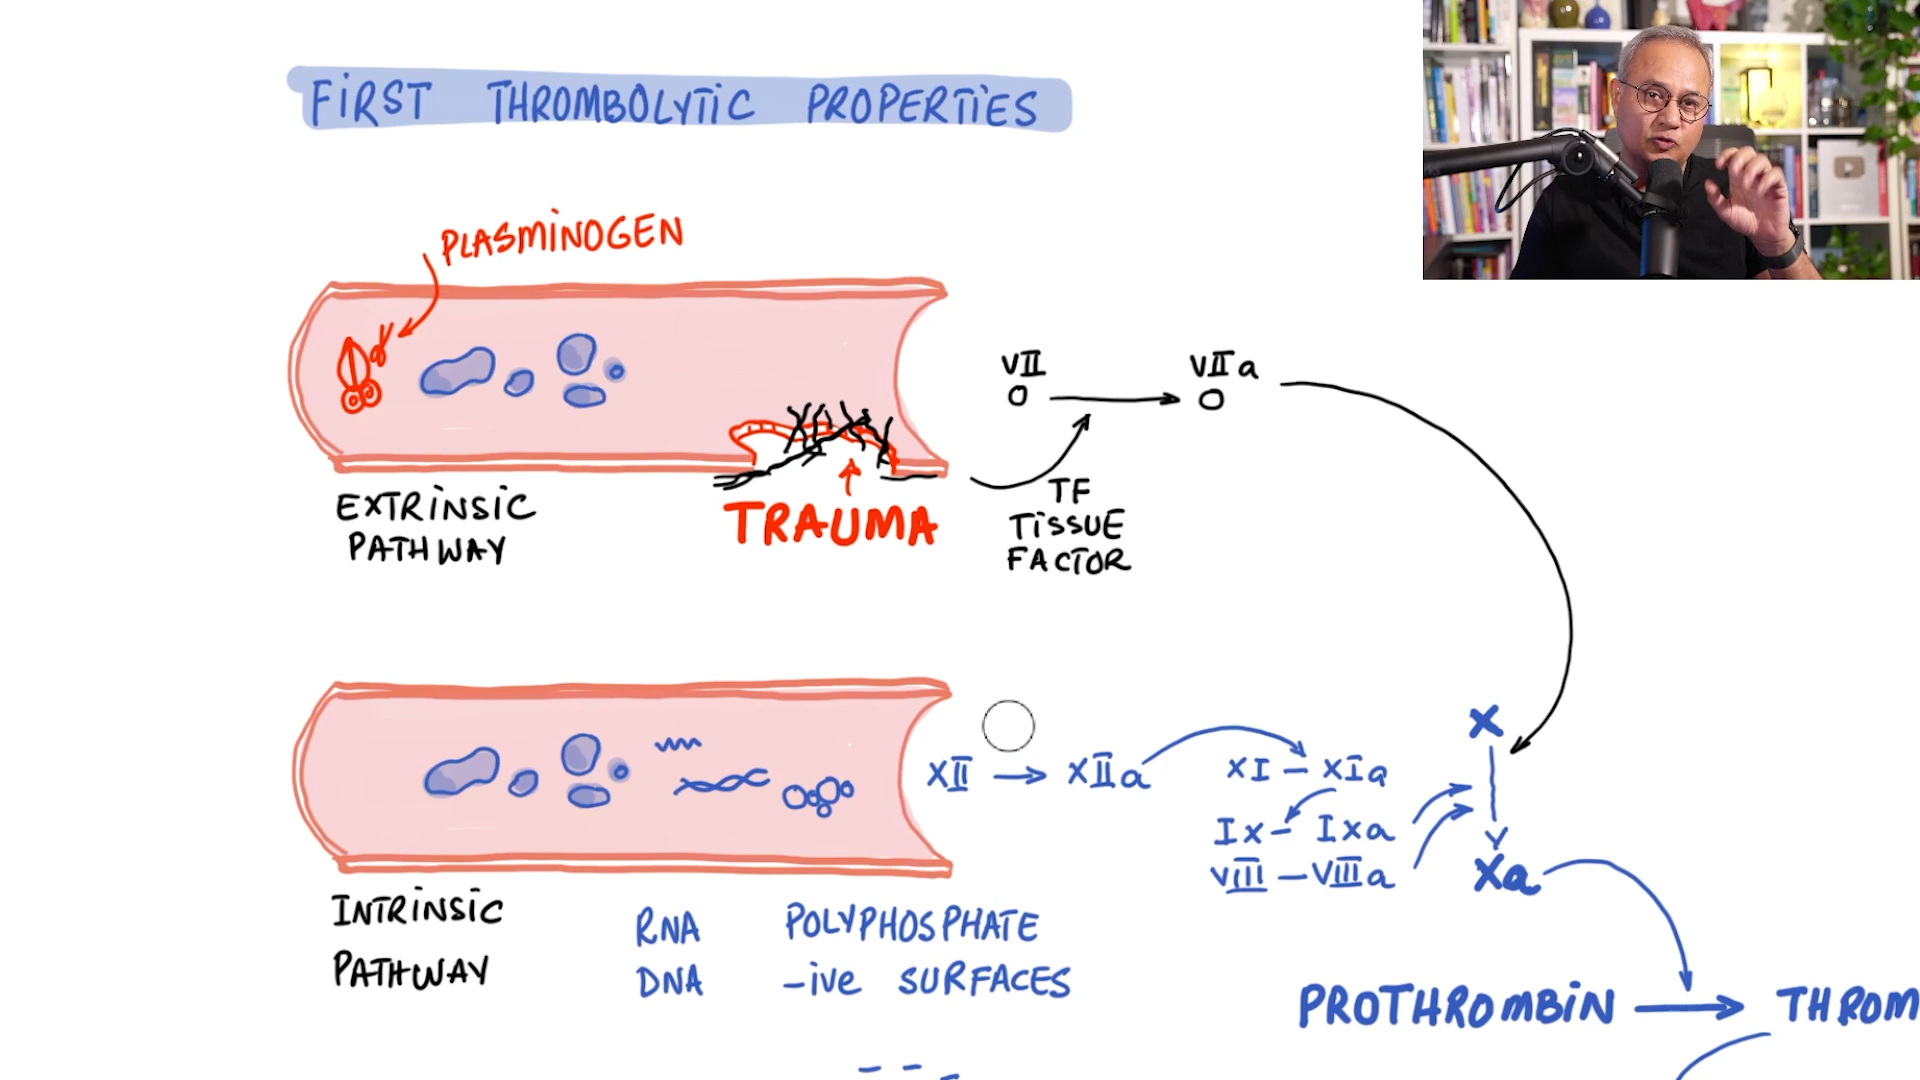 FIRST THROMBOLYTIC PROPERTIES
PLASMINOGEN
VII
VIIa
EXTRINSIC
PATHWAY
TRAUMA
TF
TISSUE
FACTOR
X
XII → XIIa
XI – XIa
Ix – Ixa
VIII – VIIIa
Xa
INTRINSIC
PATHWAY
RNA POLYPHOSPHATE
DNA -ive SURFACES
PROTHROMBIN → THROM